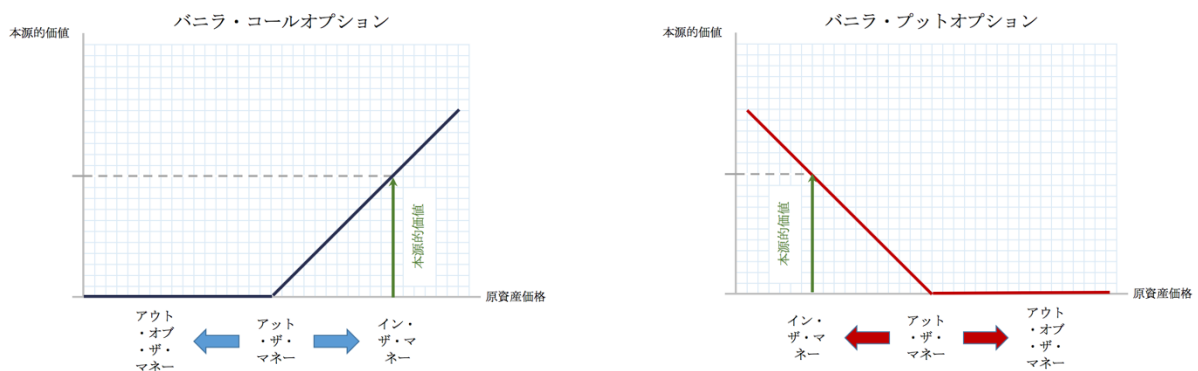 バニラ・コールオプション
本源的価値
本源的価値
原資産価格
アウト
・オブ
・ザ・
マネー
アット
・ザ・
マネー
イン・
ザ・マ
ネー
バニラ・プットオプション
本源的価値
本源的価値
原資産価格
イン・
ザ・マ
ネー
アット
・ザ・
マネー
アウト
・オブ
・ザ・
マネー